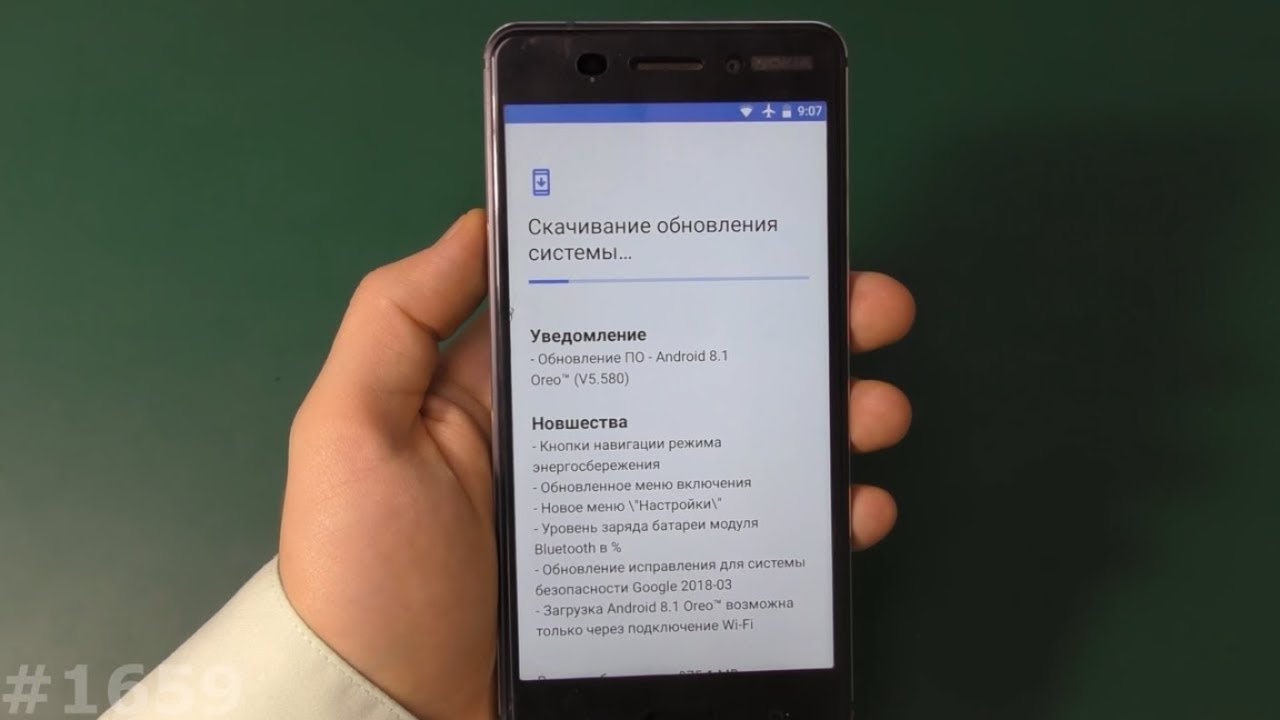 NOKIA
9:07
Скачивание обновления
системы...
Уведомление
- Обновление ПО - Android 8.1
Oreo™ (V5.580)
Новшества
- Кнопки навигации режима
энергосбережения
- Обновленное меню включения
- Новое меню \"Настройки\"
- Уровень заряда батареи модуля
Bluetooth в %
- Обновление исправления для системы
безопасности Google 2018-03
- Загрузка Android 8.1 Oreo™ возможна
только через подключение Wi-Fi
#1659